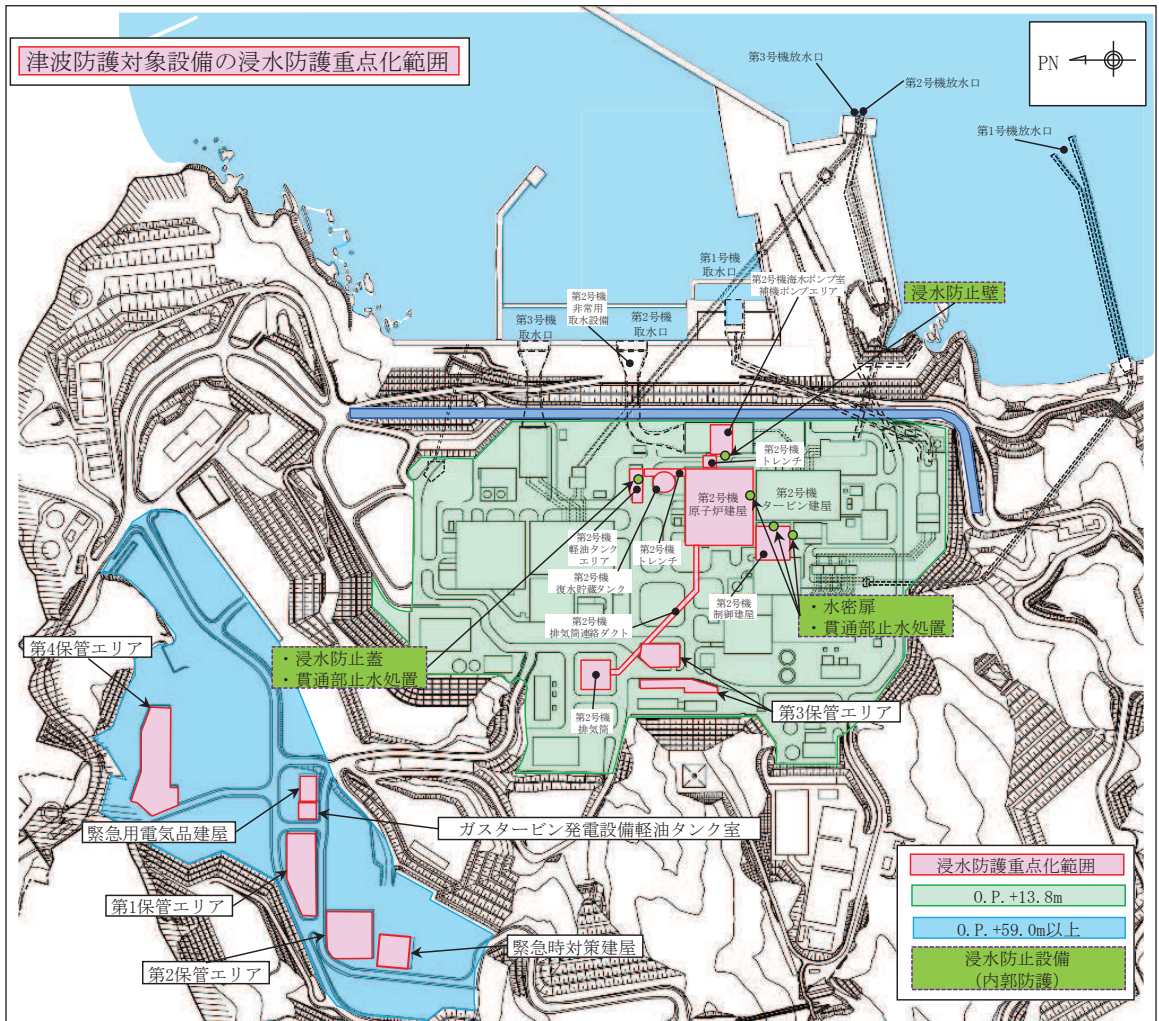 津波防護対象設備の浸水防護重点化範囲
PN
第3号機放水口
第2号機放水口
第1号機放水口
第1号機
取水口
第2号機海水ポンプ室
補機ポンプエリア
浸水防止壁
第2号機
非常用
取水設備
第3号機
取水口
第2号機
取水口
第2号機
トレンチ
第2号機
原子炉建屋
第2号機
タービン建屋
第2号機
軽油タンク
エリア
第2号機
トレンチ
第2号機
復水貯蔵タンク
第2号機
制御建屋
・水密扉
・貫通部止水処置
第2号機
排気筒連絡ダクト
・浸水防止蓋
・貫通部止水処置
第4保管エリア
第2号機
排気筒
第3保管エリア
緊急用電気品建屋
ガスタービン発電設備軽油タンク室
第1保管エリア
第2保管エリア
緊急時対策建屋
浸水防護重点化範囲
O.P.+13.8m
O.P.+59.0m以上
浸水防止設備
(内郭防護)